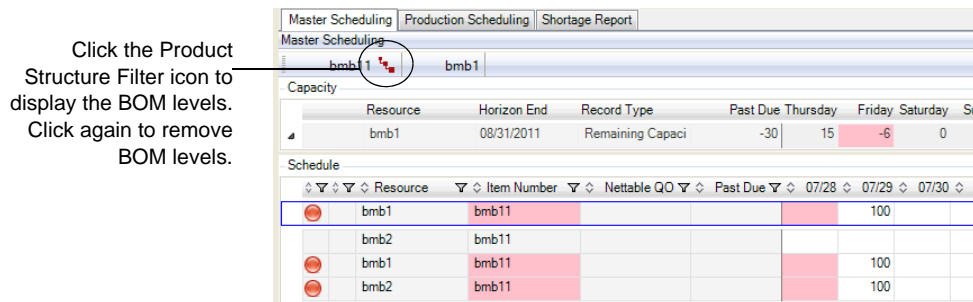 Click the Product
Structure Filter icon to
display the BOM levels.
Click again to remove
BOM levels.
Master Scheduling Production Scheduling Shortage Report
Master Scheduling
bmb11 bmb1
Capacity
Resource Horizon End Record Type Past Due Thursday Friday Saturday
bmb1 08/31/2011 Remaining Capaci -30 15 -6 0
Schedule
Resource Item Number Nettable QO Past Due 07/28 07/29 07/30
bmb1 bmb11 100
bmb2 bmb11
bmb1 bmb11 100
bmb2 bmb11 100